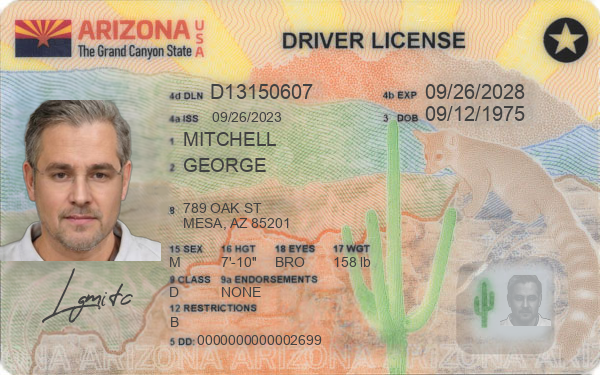 ARIZONA USA
The Grand Canyon State
DRIVER LICENSE
4d DLN D13150607
4b EXP 09/26/2028
4a ISS 09/26/2023
3 DOB 09/12/1975
1 MITCHELL
2 GEORGE
8 789 OAK ST
MESA, AZ 85201
15 SEX 16 HGT 18 EYES 17 WGT
M 7'-10" BRO 158 lb
9 CLASS 9a ENDORSEMENTS
D NONE
12 RESTRICTIONS
B
5 DD: 0000000000002699
ARIZONA ARIZONA ARIZONA ARIZONA